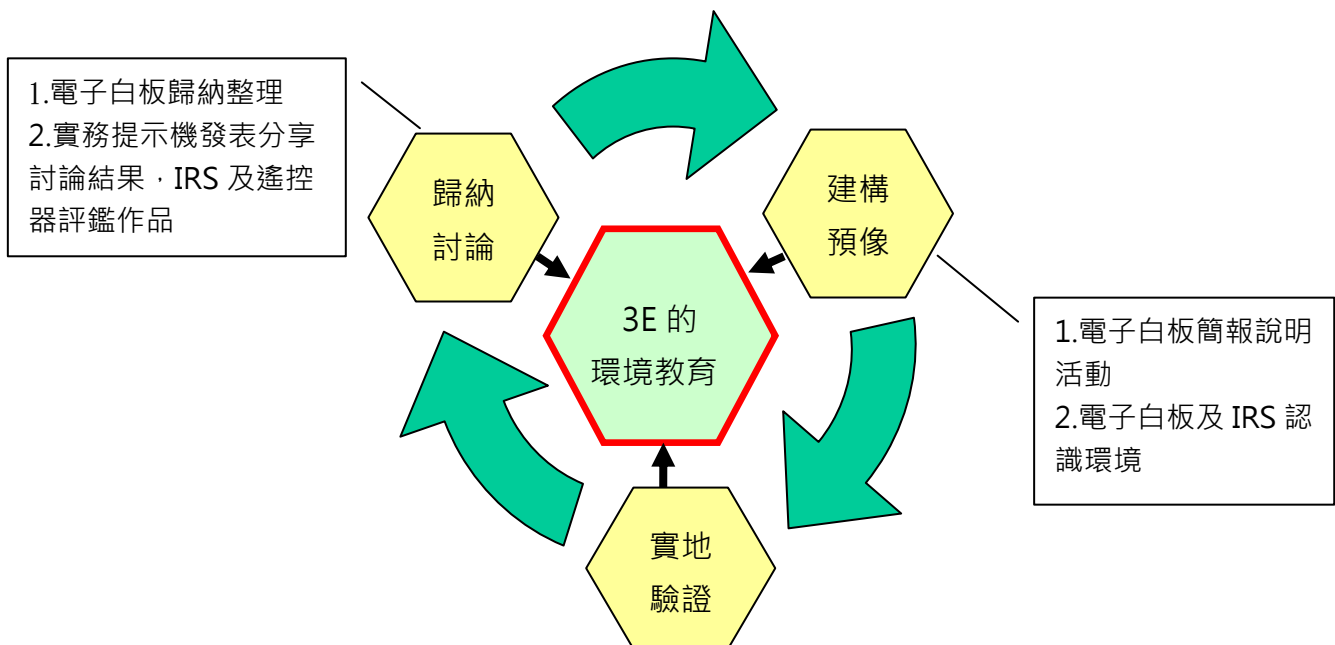 1.電子白板歸納整理
2.實務提示機發表分享
討論結果，IRS 及遙控
器評鑑作品
歸納
討論
建構
預像
3E 的
環境教育
1.電子白板簡報說明
活動
2.電子白板及 IRS 認
識環境
實地
驗證